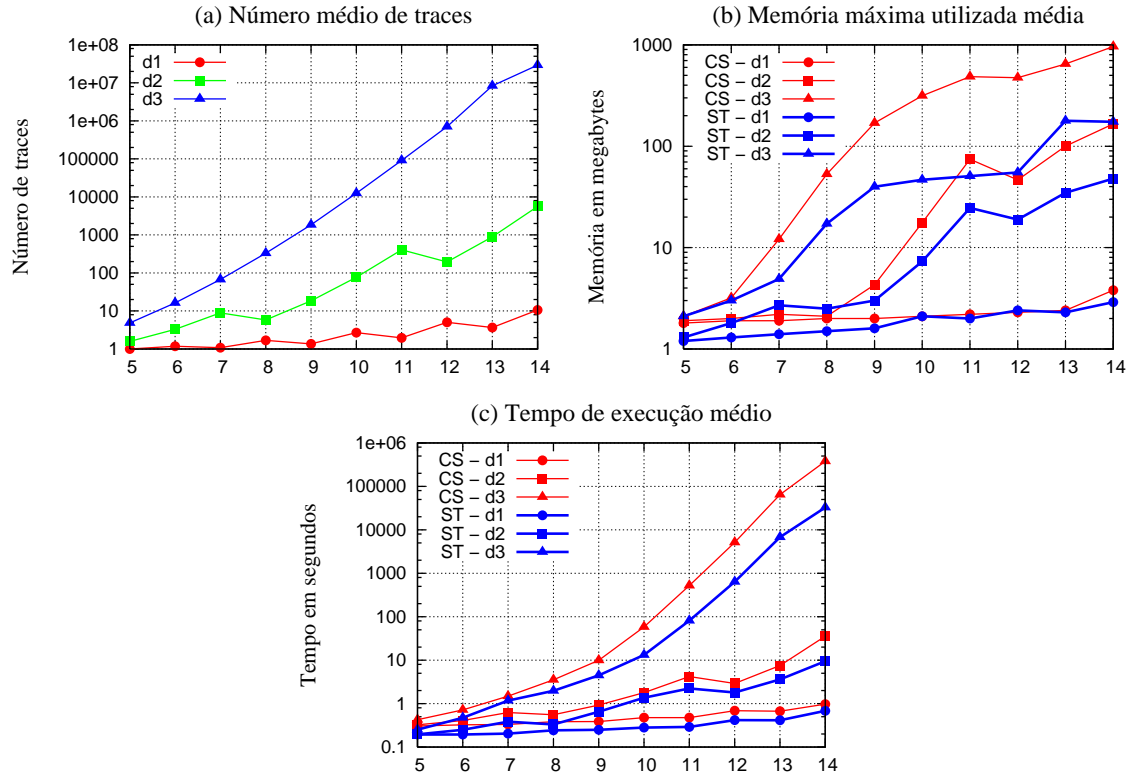 (a) Número médio de traces
Número de traces
1e+08
1e+07
1e+06
100000
10000
1000
100
10
1
d1
d2
d3
5 6 7 8 9 10 11 12 13 14
(b) Memória máxima utilizada média
Memória em megabytes
1000
100
10
1
CS – d1
CS – d2
CS – d3
ST – d1
ST – d2
ST – d3
5 6 7 8 9 10 11 12 13 14
(c) Tempo de execução médio
Tempo em segundos
1e+06
100000
10000
1000
100
10
1
0.1
CS – d1
CS – d2
CS – d3
ST – d1
ST – d2
ST – d3
5 6 7 8 9 10 11 12 13 14